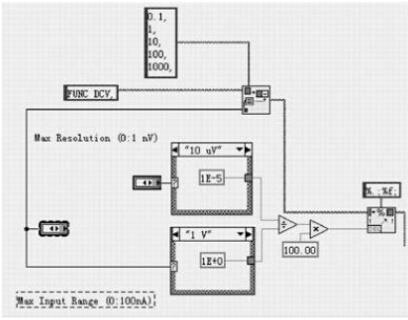 0.1,
1,
10,
100,
1000,
FUNC DCV,
Max Resolution (0:1 nV)
"10 uV"
1E-5
%.;%f;
"1 V"
1E+0
100.00
Max Input Range (0:100nA)